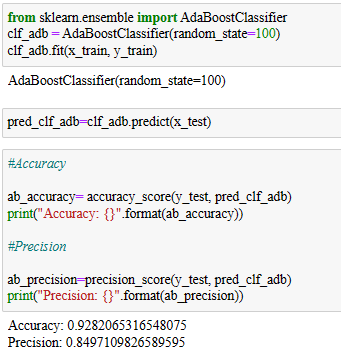 from sklearn.ensemble import AdaBoostClassifier
clf_adb = AdaBoostClassifier(random_state=100)
clf_adb.fit(x_train, y_train)
AdaBoostClassifier(random_state=100)
pred_clf_adb=clf_adb.predict(x_test)
#Accuracy
ab_accuracy= accuracy_score(y_test, pred_clf_adb)
print("Accuracy: {}".format(ab_accuracy))
#Precision
ab_precision=precision_score(y_test, pred_clf_adb)
print("Precision: {}".format(ab_precision))
Accuracy: 0.9282065316548075
Precision: 0.8497109826589595